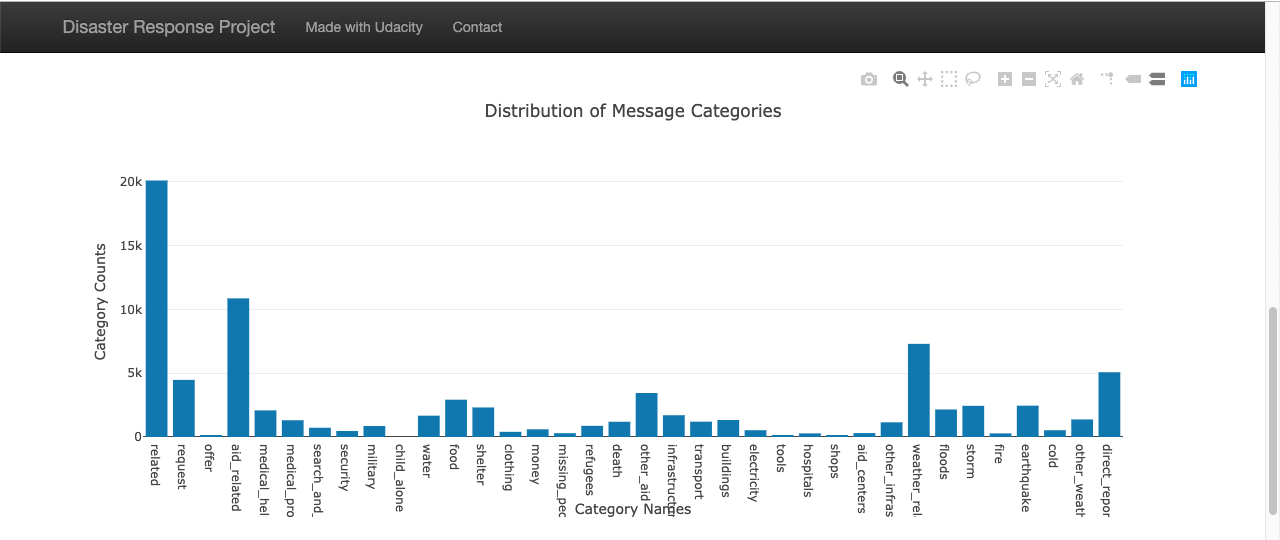 Disaster Response Project Made with Udacity Contact
Distribution of Message Categories
Category Counts
20k
15k
10k
5k
0
related
request
offer
aid_related
medical_hel
medical_pro
search_and_
security
military
child_alone
water
food
shelter
clothing
money
missing_pec
refugees
death
other_aid
infrastruct
transport
buildings
electricity
tools
hospitals
shops
aid_centers
other_infras
weather_rel
floods
storm
fire
earthquake
cold
other_weath
direct_repor
Category Names